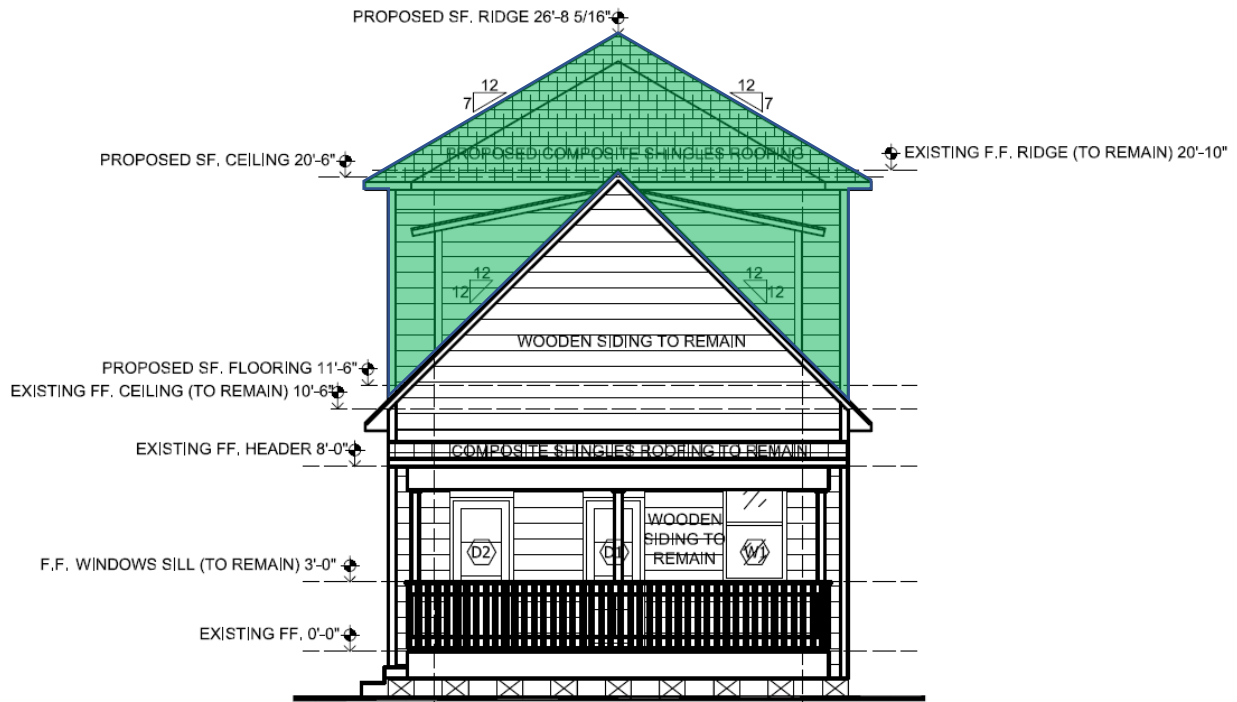 PROPOSED SF. RIDGE 26'-8 5/16"
12
12
7
7
PROPOSED COMPOSITE SHINGLES ROOFING
PROPOSED SF. CEILING 20'-6"
EXISTING F.F. RIDGE (TO REMAIN) 20'-10"
12
12
12
12
WOODEN SIDING TO REMAIN
PROPOSED SF. FLOORING 11'-6"
EXISTING FF. CEILING (TO REMAIN) 10'-6"
EXISTING FF. HEADER 8'-0"
COMPOSITE SHINGLES ROOFING TO REMAIN
WOODEN
SIDING TO
REMAIN
D2
D1
W1
F.F. WINDOWS SILL (TO REMAIN) 3'-0"
EXISTING FF. 0'-0"